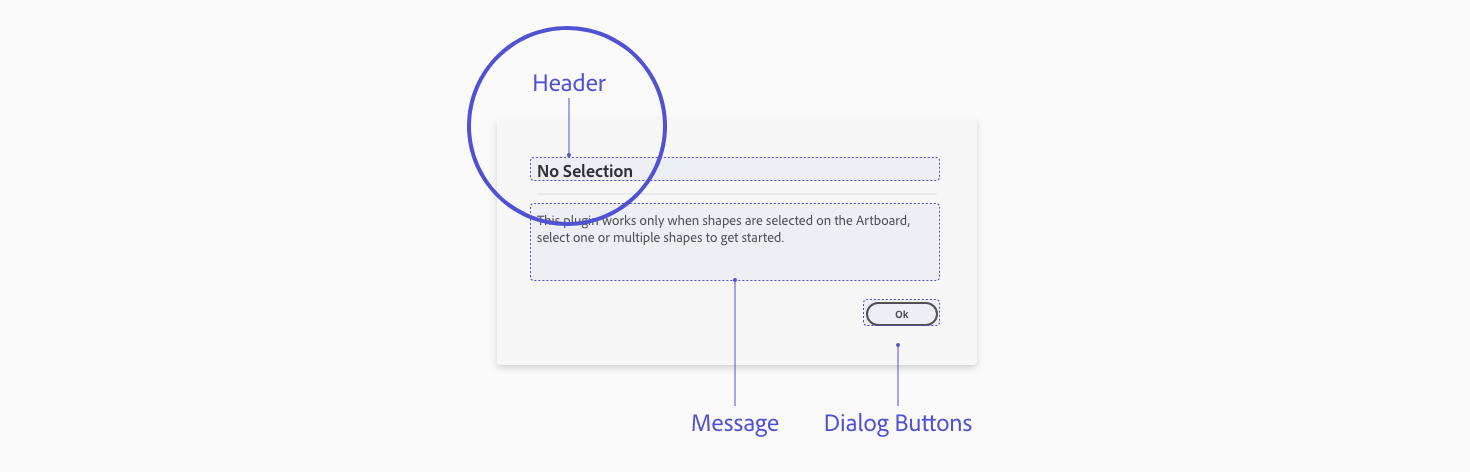 Header
No Selection
This plugin works only when shapes are selected on the Artboard,
select one or multiple shapes to get started.
Ok
Message
Dialog Buttons